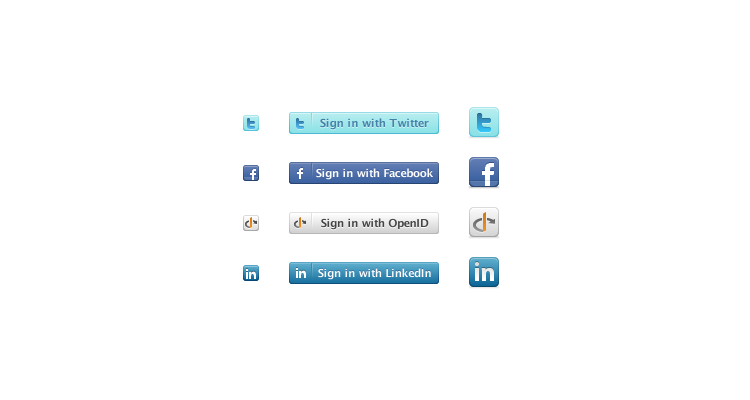 t t Sign in with Twitter t
f f Sign in with Facebook f
Sign in with OpenID
in in Sign in with LinkedIn in